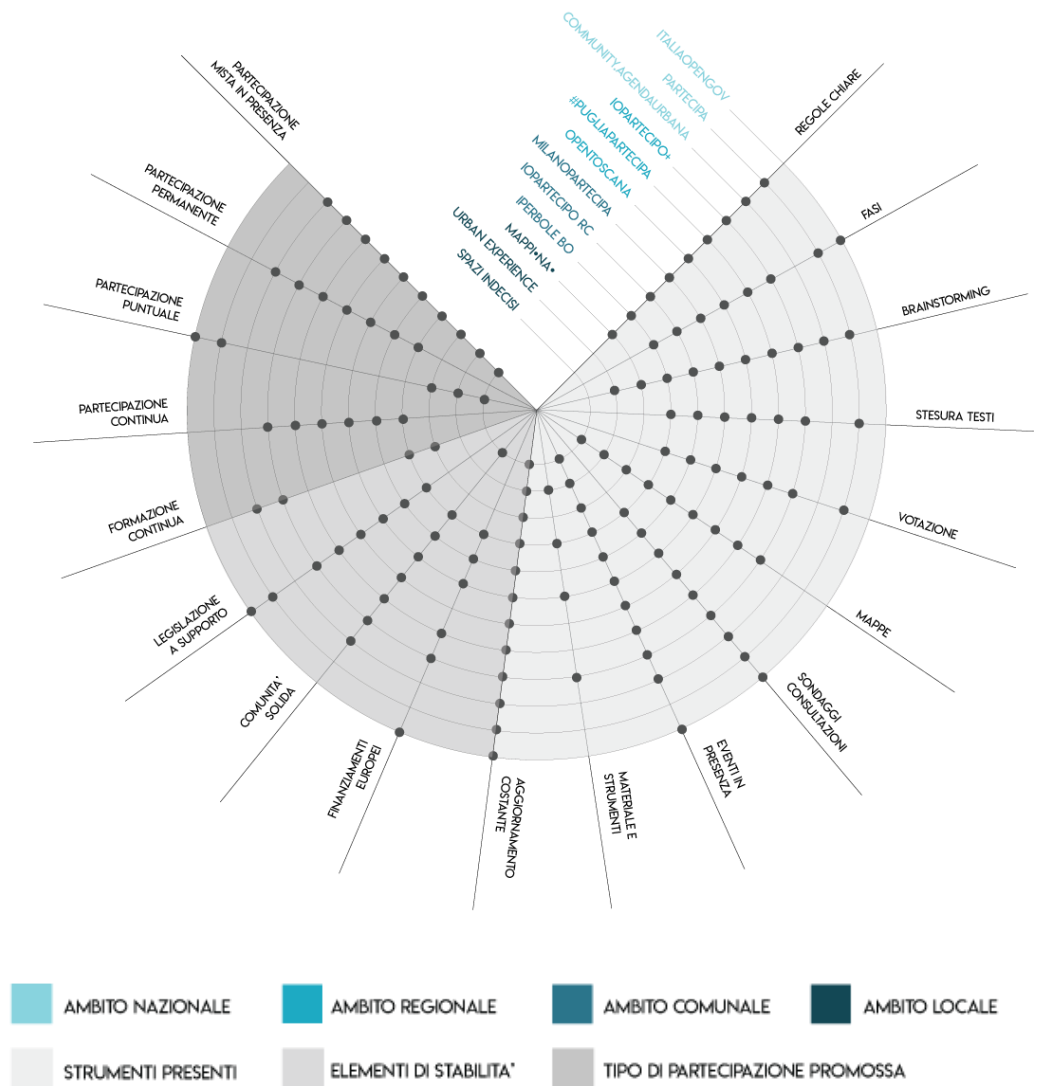 PARTECIPAZIONE
MISTA IN PRESENZA
PARTECIPAZIONE
PERMANENTE
PARTECIPAZIONE
PUNTUALE
PARTECIPAZIONE
CONTINUA
FORMAZIONE
CONTINUA
LEGISLAZIONE
A SUPPORTO
COMUNITA'
SOLIDA
FINANZIAMENTI
EUROPEI
AGGIORNAMENTO
COSTANTE
MATERIALE E
STRUMENTI
EVENTI IN
PRESENZA
SONDAGGI
CONSULTAZIONI
MAPPE
VOTAZIONE
STESURA TESTI
BRAINSTORMING
FASI
REGOLE CHIARE
ITALIAOPENGOV
PARTECIPA
COMMUNITY_AGENDAURBANA
IOPARTECIPO+
#PUGLIAPARTECIPA
OPENTOSCANA
MILANOPARTECIPA
IOPARTECIPO RC
IPERBOLE BO
MAPPI•NA•
URBAN EXPERIENCE
SPAZI INDECISI
AMBITO NAZIONALE
AMBITO REGIONALE
AMBITO COMUNALE
AMBITO LOCALE
STRUMENTI PRESENTI
ELEMENTI DI STABILITA'
TIPO DI PARTECIPAZIONE PROMOSSA